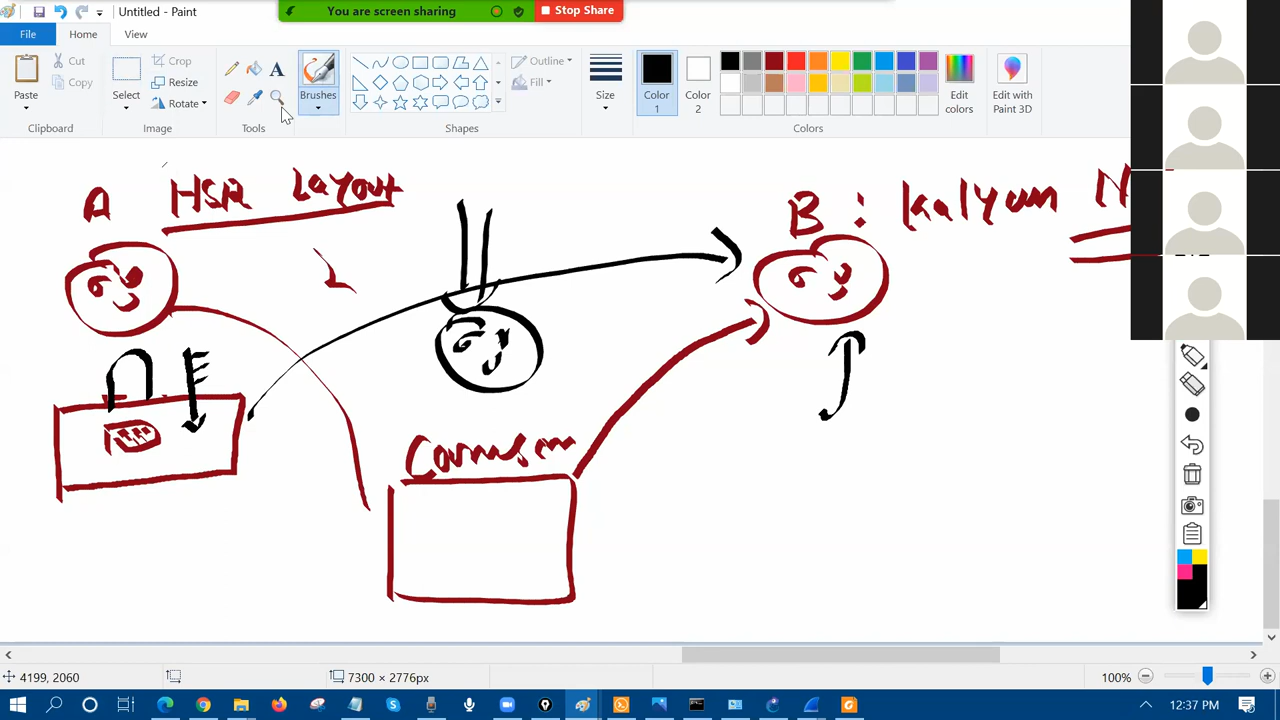 Untitled - Paint
You are screen sharing
Stop Share
File
Home
View
Paste
Cut
Copy
Clipboard
Select
Crop
Resize
Rotate
Image
A
Tools
Brushes
Shapes
Outline
Fill
Size
Color 1
Color 2
Edit colors
Colors
Edit with Paint 3D
A HSR Layout
B : Kalyan N
4199, 2060
7300 × 2776px
100%
12:37 PM